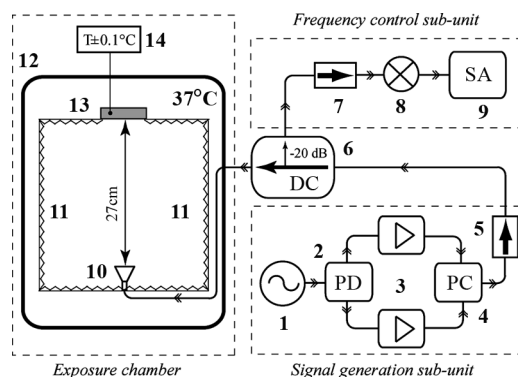 Frequency control sub-unit
T±0.1°C
14
12
13
37°C
7
8
SA
9
-20 dB
6
DC
11
27cm
11
10
5
2
PD
3
PC
4
1
Exposure chamber
Signal generation sub-unit